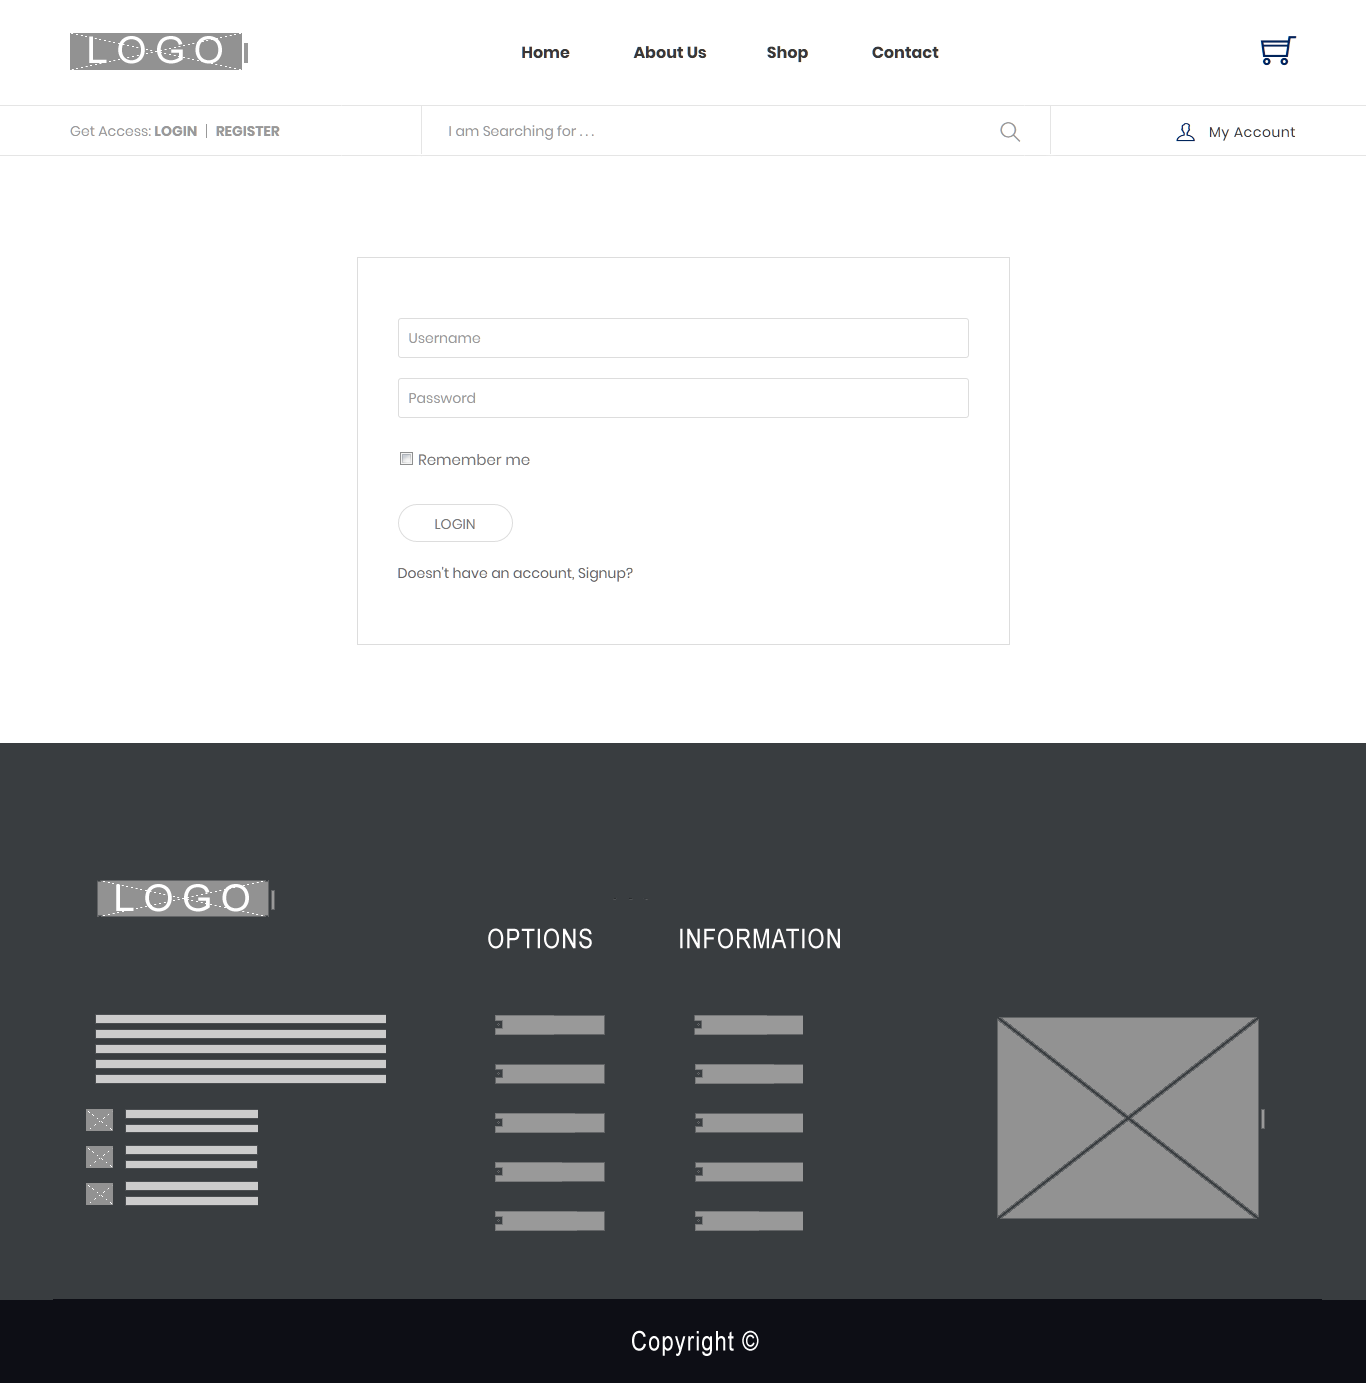 LOGO
Home About Us Shop Contact
Get Access: LOGIN | REGISTER
I am Searching for . . .
My Account
Username
Password
Remember me
LOGIN
Doesn't have an account, Signup?
LOGO
OPTIONS INFORMATION
Copyright ©